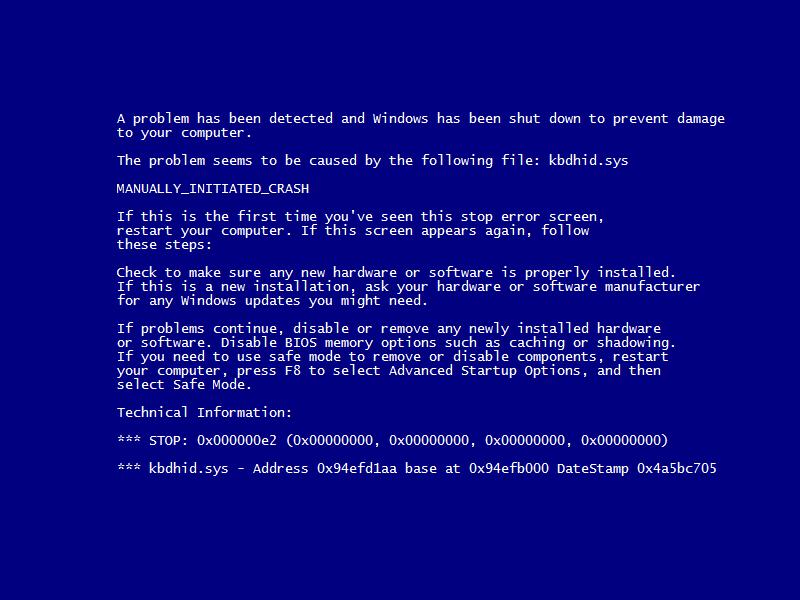 A problem has been detected and Windows has been shut down to prevent damage
to your computer.
The problem seems to be caused by the following file: kbdhid.sys
MANUALLY_INITIATED_CRASH
If this is the first time you've seen this stop error screen,
restart your computer. If this screen appears again, follow
these steps:
Check to make sure any new hardware or software is properly installed.
If this is a new installation, ask your hardware or software manufacturer
for any Windows updates you might need.
If problems continue, disable or remove any newly installed hardware
or software. Disable BIOS memory options such as caching or shadowing.
If you need to use safe mode to remove or disable components, restart
your computer, press F8 to select Advanced Startup Options, and then
select Safe Mode.
Technical Information:
*** STOP: 0x000000e2 (0x00000000, 0x00000000, 0x00000000, 0x00000000)
*** kbdhid.sys - Address 0x94efd1aa base at 0x94efb000 DateStamp 0x4a5bc705